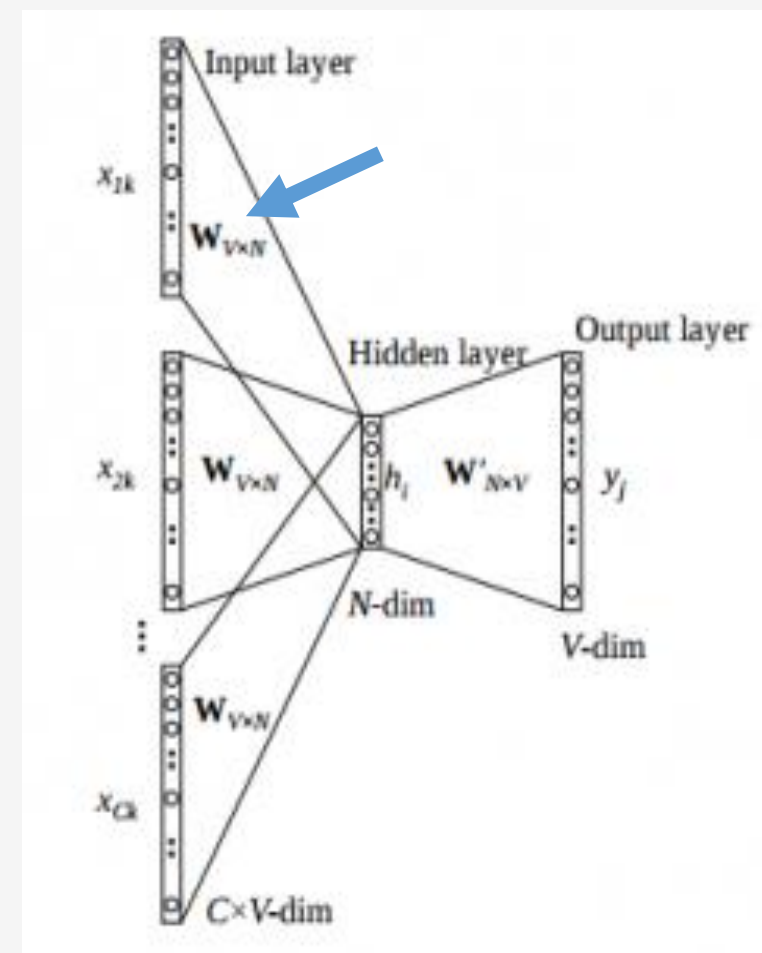 Input layer
x1k
WV×N
Output layer
Hidden layer
x2k
WV×N
hi
W'N×V
yj
N-dim
V-dim
WV×N
xCk
C×V-dim